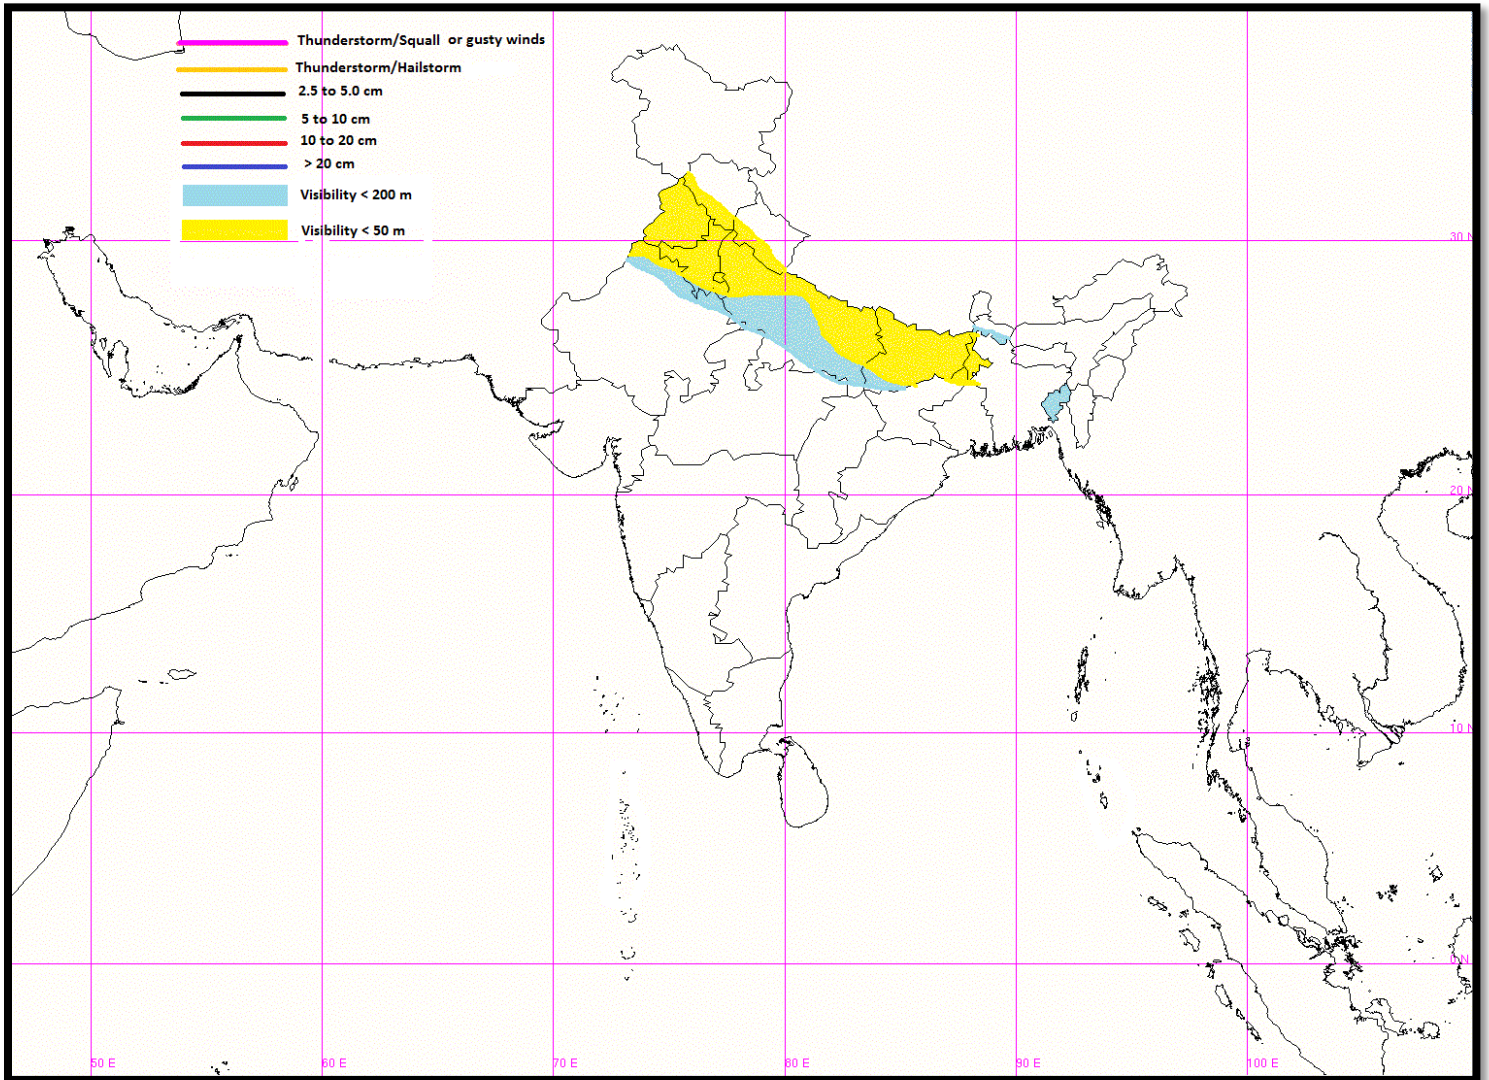 Thunderstorm/Squall or gusty winds
Thunderstorm/Hailstorm
2.5 to 5.0 cm
5 to 10 cm
10 to 20 cm
> 20 cm
Visibility < 200 m
Visibility < 50 m
30 N
20 N
10 N
0 N
50 E
60 E
70 E
80 E
90 E
100 E